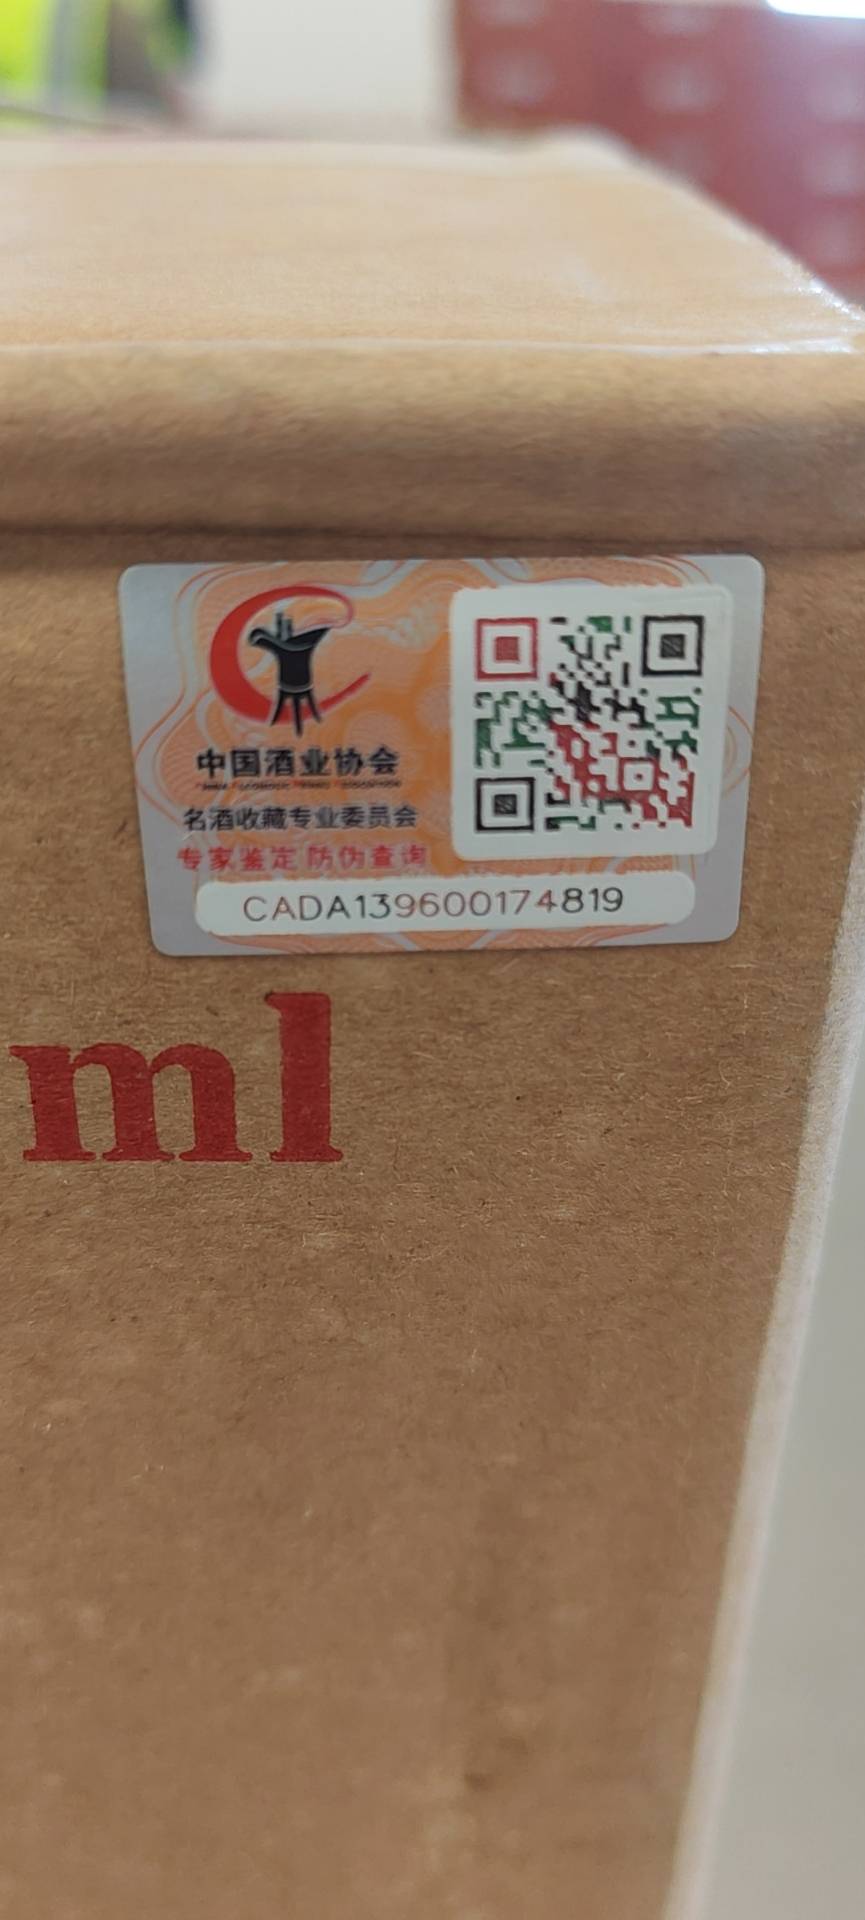 中国酒业协会
名酒收藏专业委员会
专家鉴定 防伪查询
CADA139600174819
ml